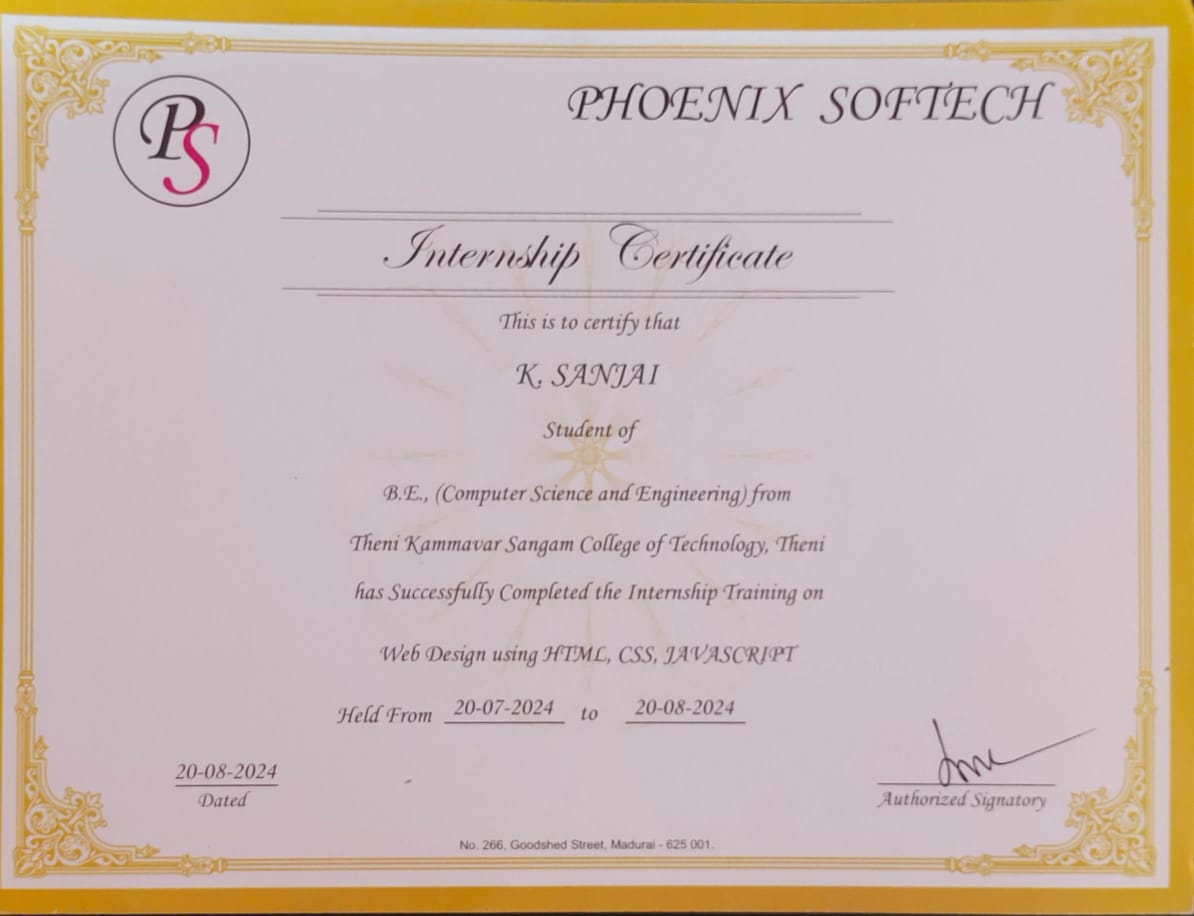 PS
PHOENIX SOFTECH
Internship Certificate
This is to certify that
K. SANJAI
Student of
B.E., (Computer Science and Engineering) from
Theni Kammavar Sangam College of Technology, Theni
has Successfully Completed the Internship Training on
Web Design using HTML, CSS, JAVASCRIPT
Held From 20-07-2024 to 20-08-2024
20-08-2024
Dated
Authorized Signatory
No. 266, Goodshed Street, Madurai - 625 001.